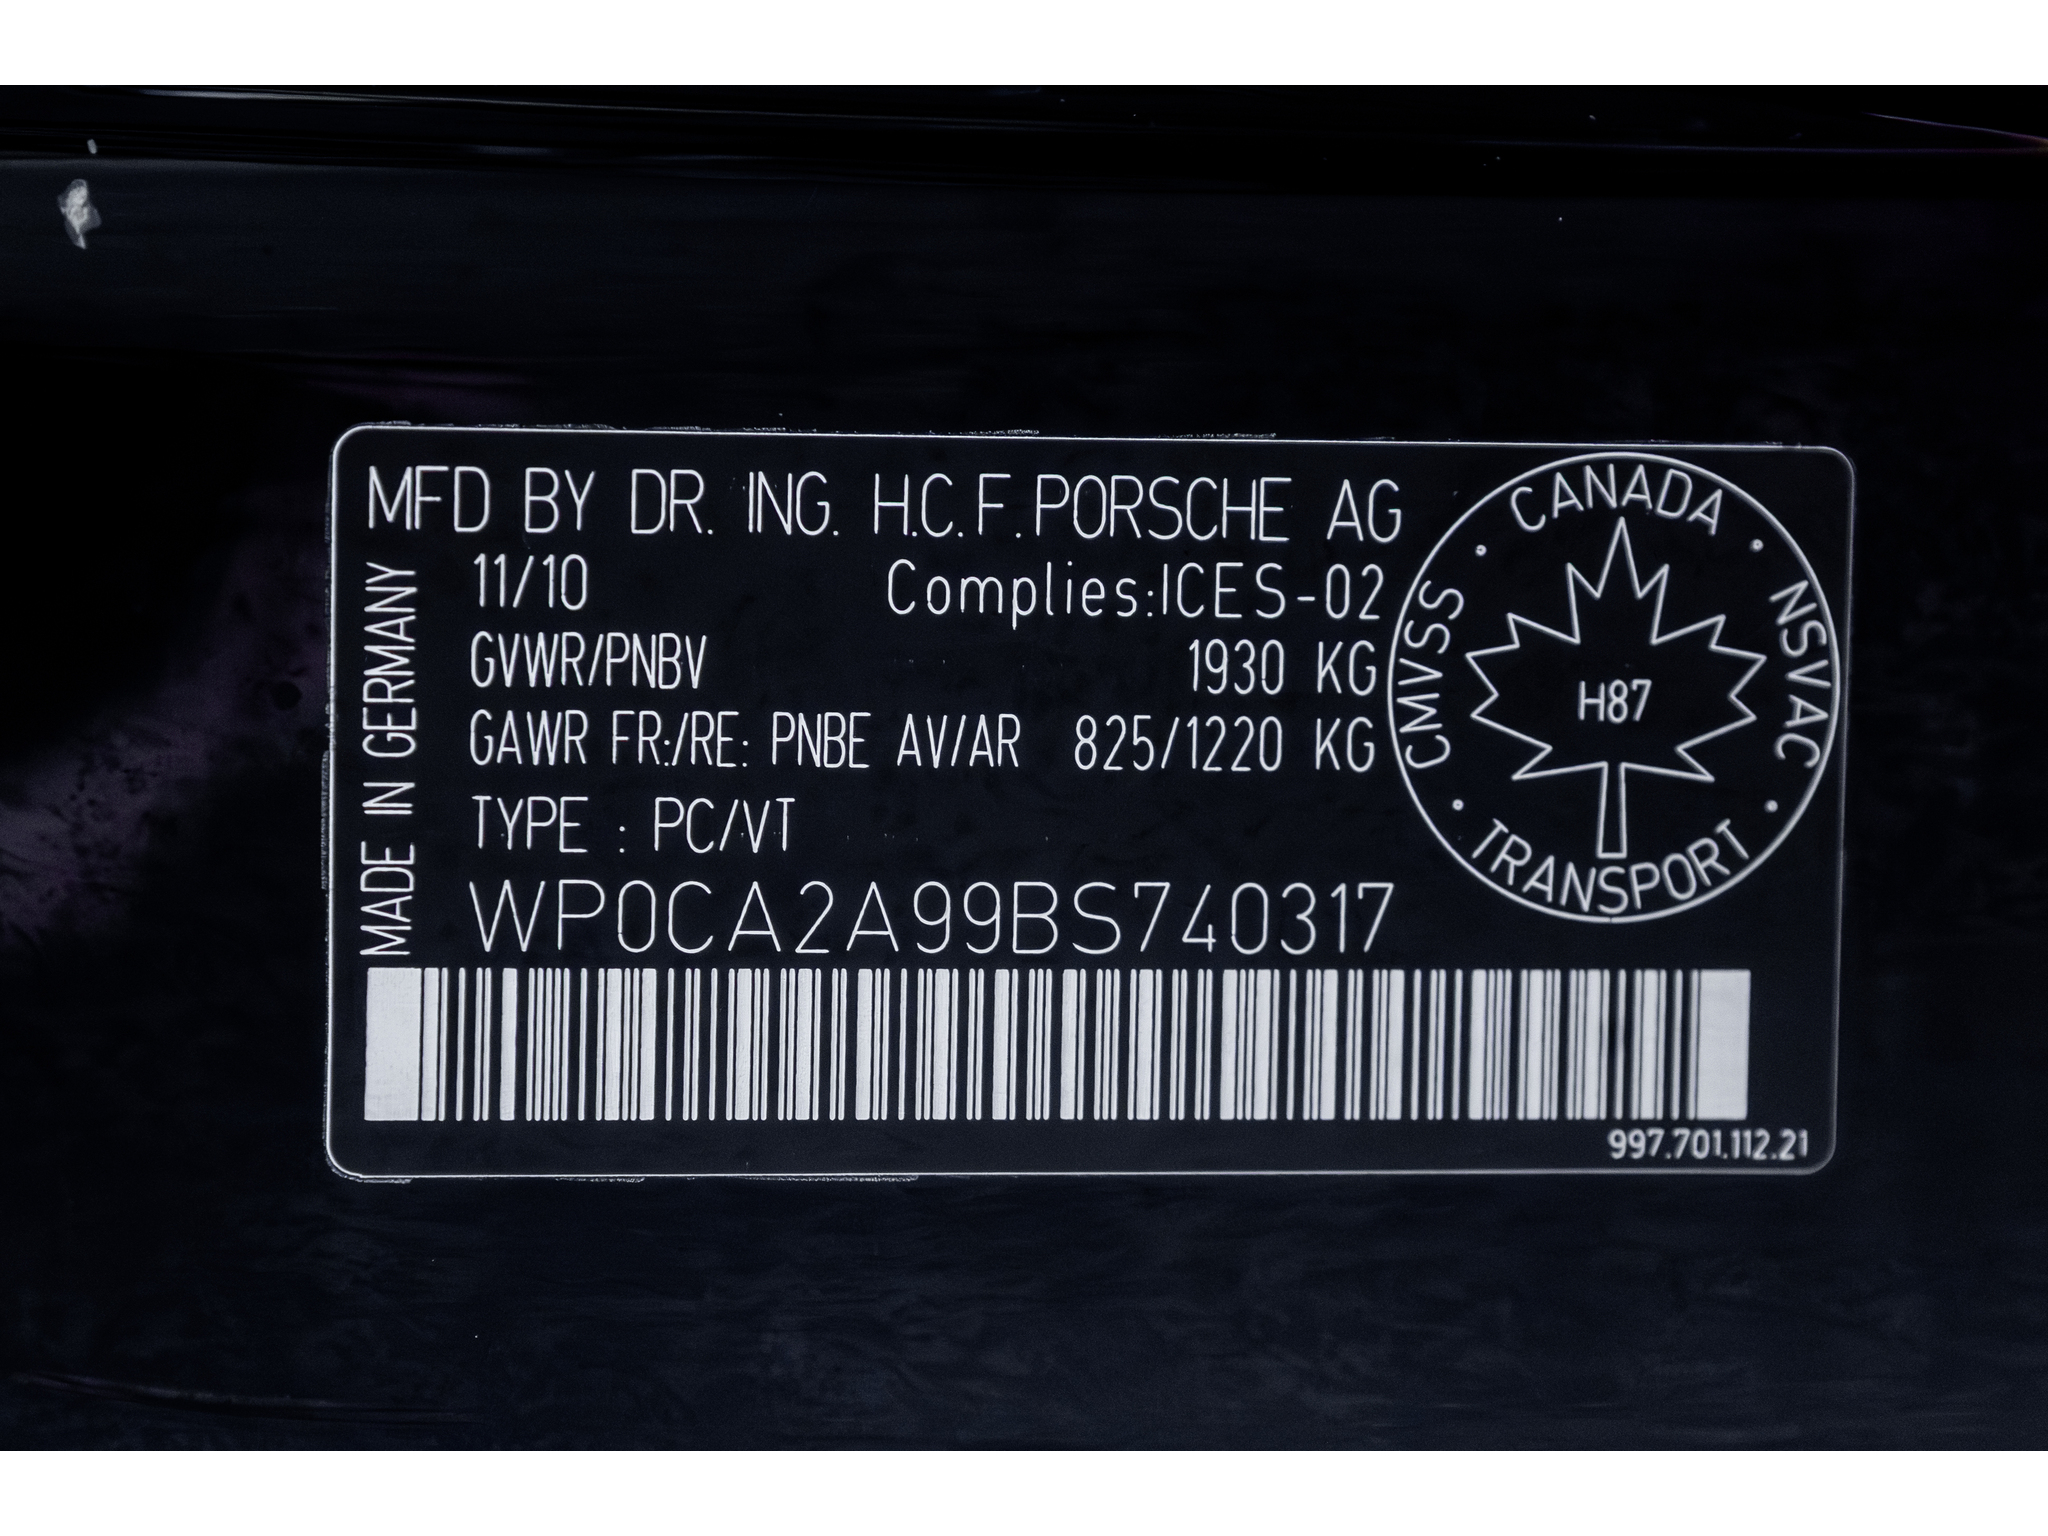 MFD BY DR. ING. H.C. F. PORSCHE AG
11/10 Complies:ICES-02
GVWR/PNBV 1930 KG
GAWR FR:/RE: PNBE AV/AR 825/1220 KG
TYPE : PC/VT
WP0CA2A99BS740317
MADE IN GERMANY
CANADA
NSVAC
TRANSPORT
CMVSS
H87
997.701.112.21